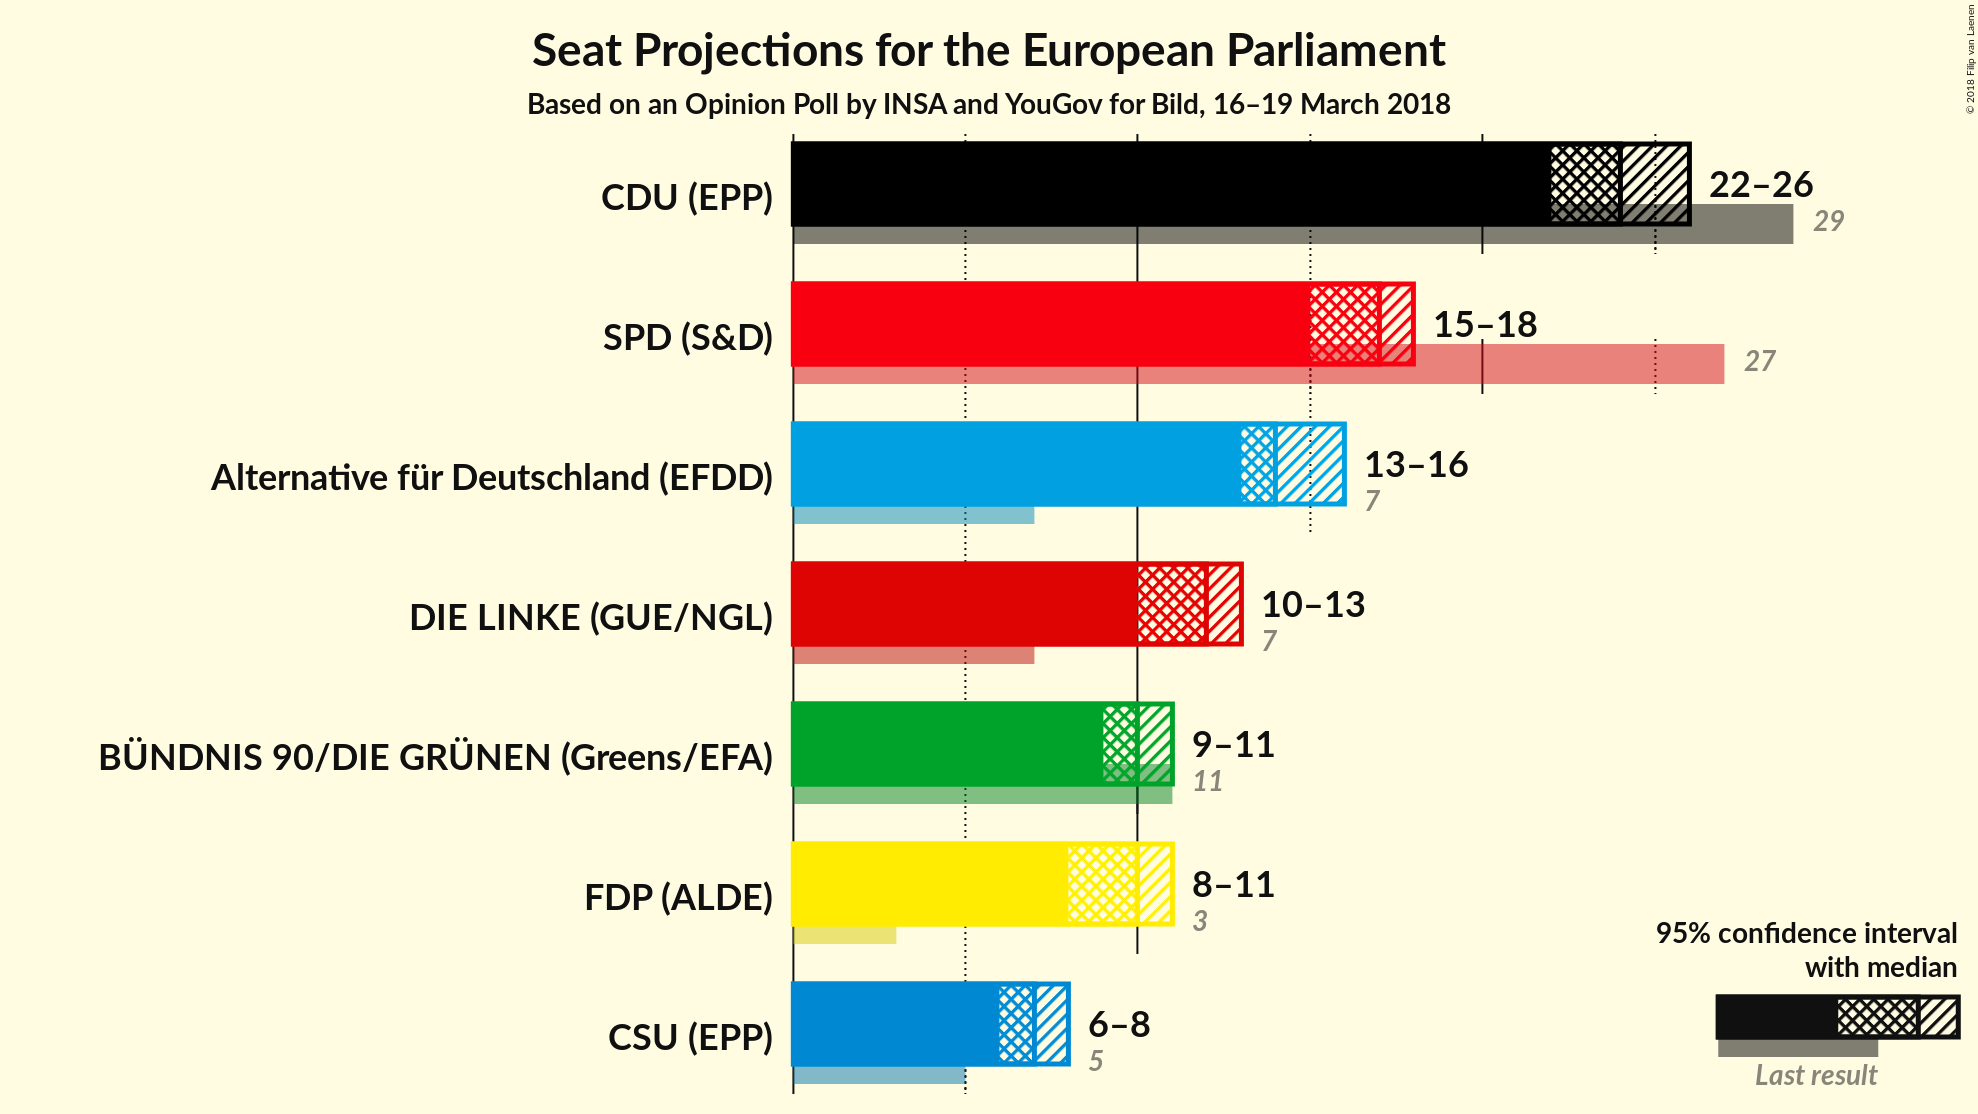 Seat Projections for the European Parliament
Based on an Opinion Poll by INSA and YouGov for Bild, 16–19 March 2018
© 2018 Filip van Laenen
CDU (EPP)
22–26
29
SPD (S&D)
15–18
27
Alternative für Deutschland (EFDD)
13–16
7
DIE LINKE (GUE/NGL)
10–13
7
BÜNDNIS 90/DIE GRÜNEN (Greens/EFA)
9–11
11
FDP (ALDE)
8–11
3
CSU (EPP)
6–8
5
95% confidence interval
with median
Last result